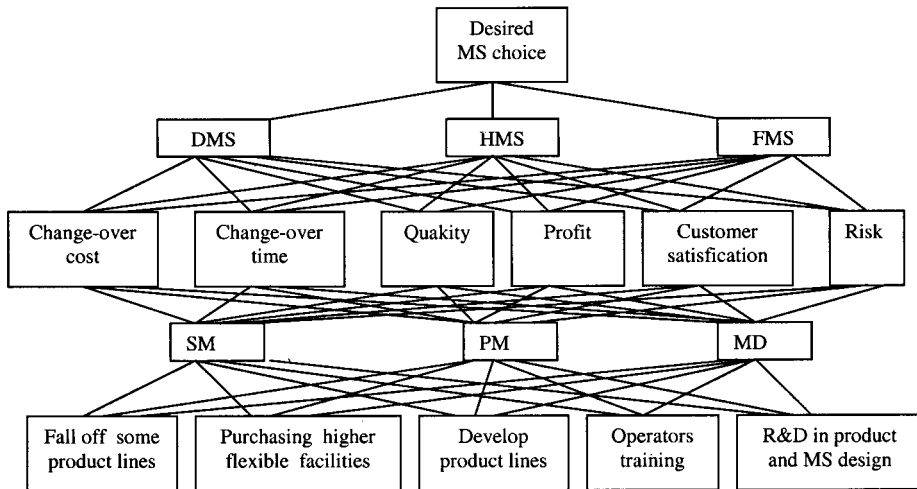 Desired
MS choice
DMS
HMS
FMS
Change-over
cost
Change-over
time
Quakity
Profit
Customer
satisfication
Risk
SM
PM
MD
Fall off some
product lines
Purchasing higher
flexible facilities
Develop
product lines
Operators
training
R&D in product
and MS design